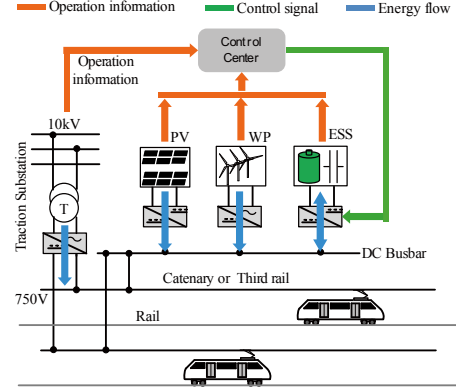 Operation information
Control signal
Energy flow
Control
Center
Operation
information
10kV
PV
WP
ESS
Traction Substation
T
DC Busbar
Catenary or Third rail
750V
Rail